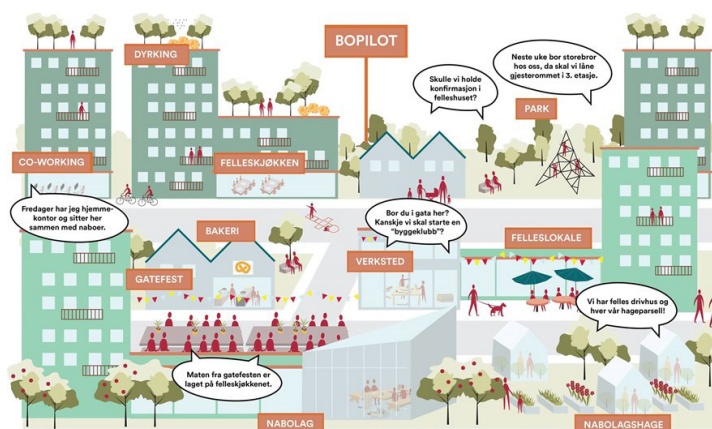 BOPILOT
DYRKING
Skulle vi holde
konfirmasjon i
felleshuset?
Neste uke bor storebror
hos oss, da skal vi låne
gjesterommet i 3. etasje.
PARK
CO-WORKING
FELLESKJØKKEN
Fredager har jeg hjemme-
kontor og sitter her
sammen med naboer.
BAKERI
Bor du i gata her?
Kanskje vi skal starte en
"byggeklubb"?
VERKSTED
FELLESLOKALE
GATEFEST
Vi har felles drivhus og
hver vår hageparsell!
Maten fra gatefesten er
laget på felleskjøkkenet.
NABOLAG
NABOLAGSHAGE